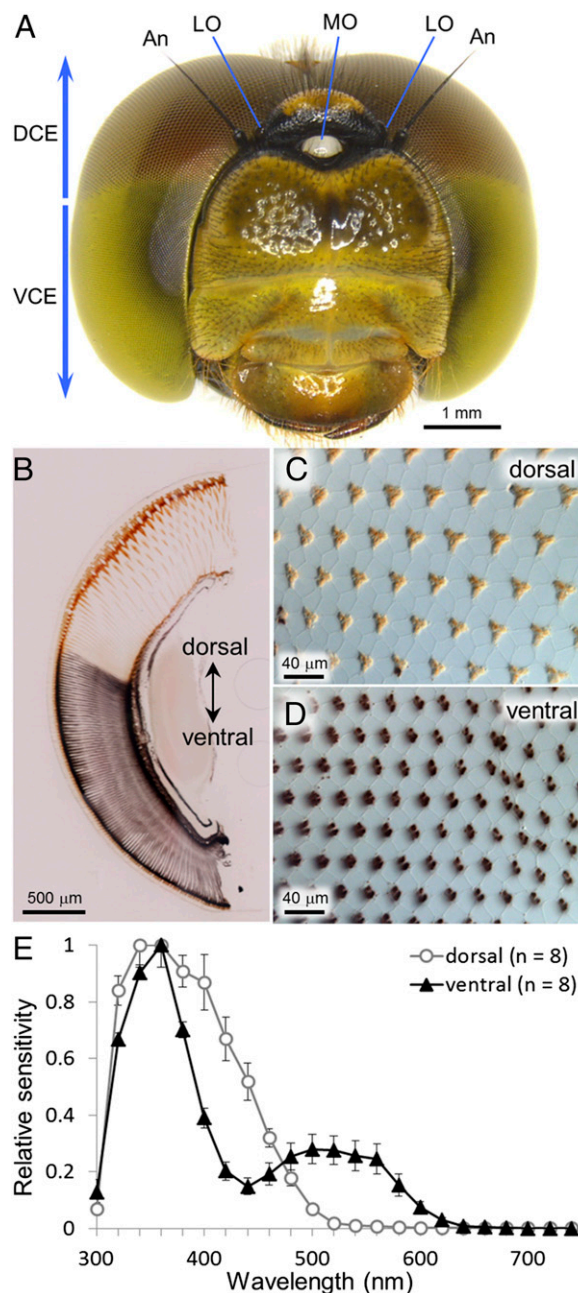 A
An
LO
MO
LO
An
DCE
VCE
1 mm
B
dorsal
ventral
500 µm
C
dorsal
40 µm
D
ventral
40 µm
E
dorsal (n = 8)
ventral (n = 8)
Relative sensitivity
1
0.8
0.6
0.4
0.2
0
300
400
500
600
700
Wavelength (nm)